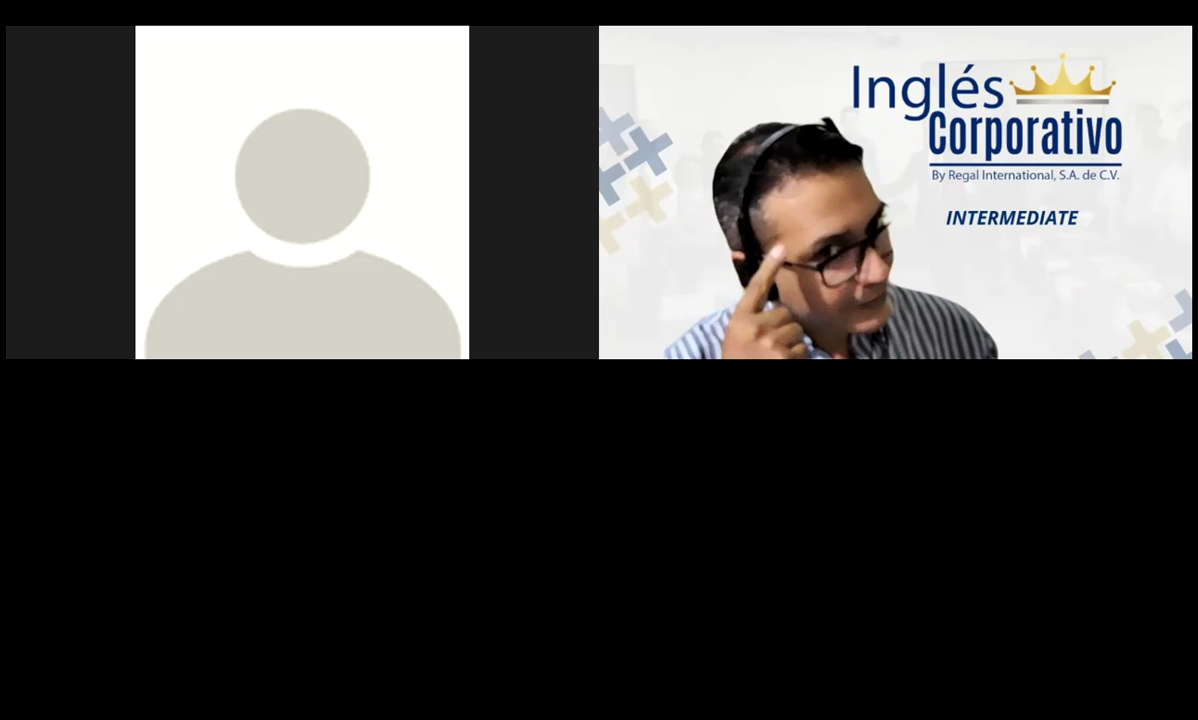 Inglés
Corporativo
By Regal International, S.A. de C.V.
INTERMEDIATE